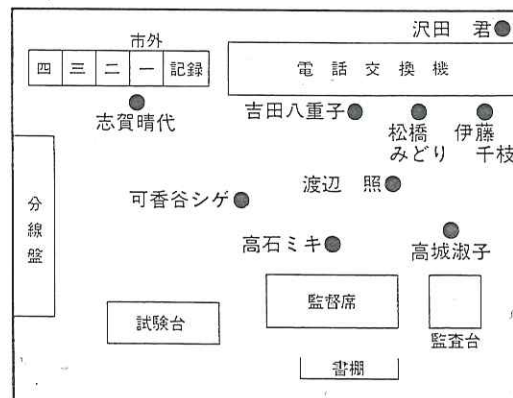 沢田 君
市外
四 三 二 一 記録
電話交換機
志賀晴代
吉田八重子
松橋みどり
伊藤千枝
渡辺 照
可香谷シゲ
分線盤
高石ミキ
高城淑子
監督席
試験台
監査台
書棚